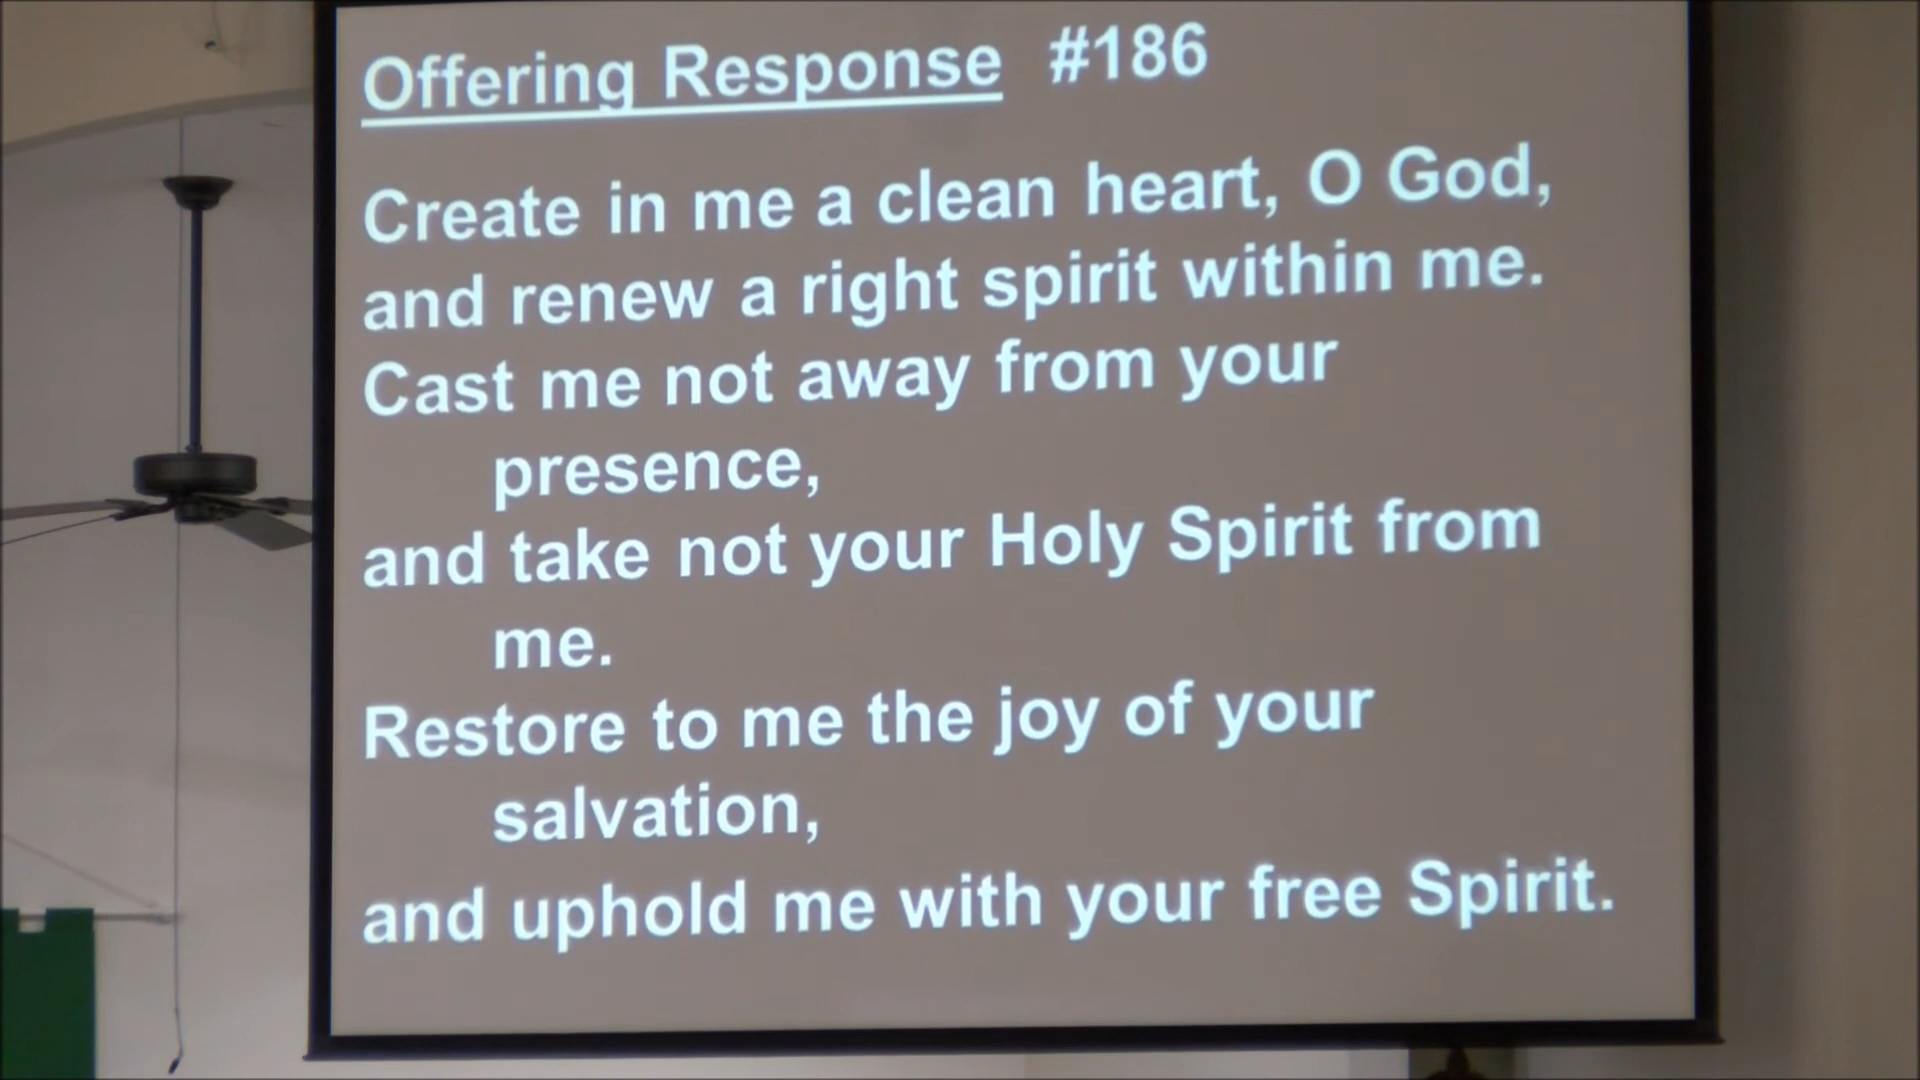 Offering Response #186
Create in me a clean heart, O God,
and renew a right spirit within me.
Cast me not away from your
presence,
and take not your Holy Spirit from
me.
Restore to me the joy of your
salvation,
and uphold me with your free Spirit.